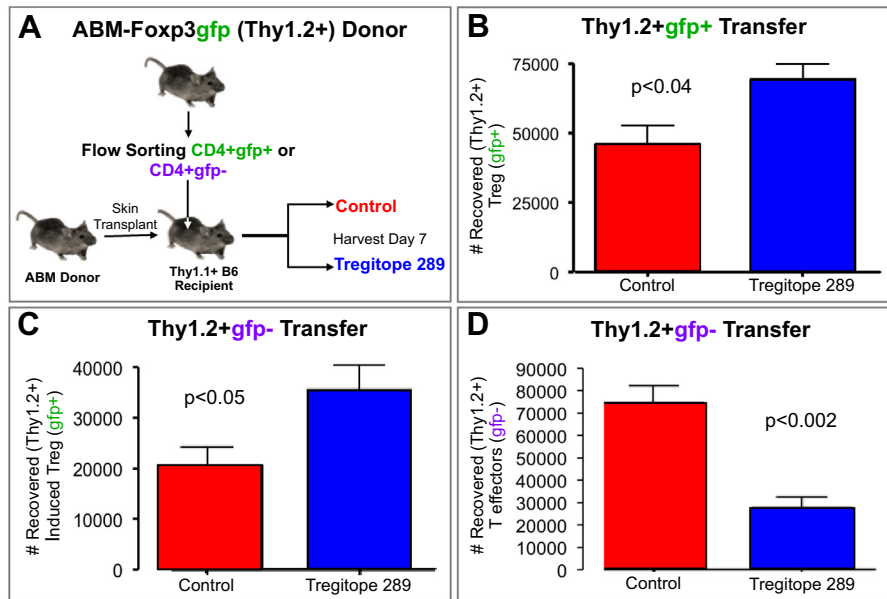 A
ABM-Foxp3gfp (Thy1.2+) Donor
Flow Sorting CD4+gfp+ or
CD4+gfp-
Skin
Transplant
Control
Harvest Day 7
Tregitope 289
ABM Donor
Thy1.1+ B6
Recipient
B
Thy1.2+gfp+ Transfer
# Recovered (Thy1.2+)
Treg (gfp+)
75000
50000
25000
0
p<0.04
Control
Tregitope 289
C
Thy1.2+gfp- Transfer
# Recovered (Thy1.2+)
Induced Treg (gfp+)
40000
30000
20000
10000
0
p<0.05
Control
Tregitope 289
D
Thy1.2+gfp- Transfer
# Recovered (Thy1.2+)
T effectors (gfp-)
90000
80000
70000
60000
50000
40000
30000
20000
10000
0
p<0.002
Control
Tregitope 289